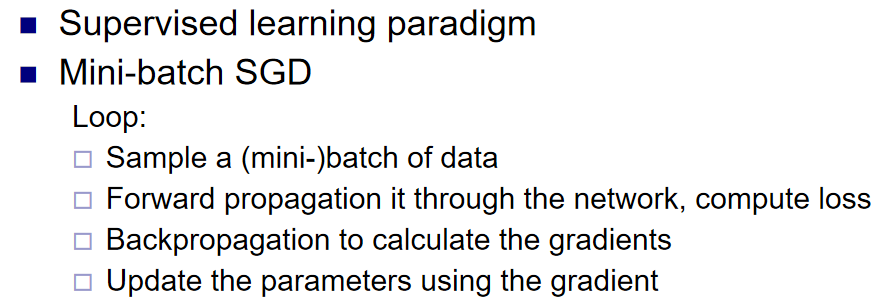 Supervised learning paradigm
Mini-batch SGD
Loop:
Sample a (mini-)batch of data
Forward propagation it through the network, compute loss
Backpropagation to calculate the gradients
Update the parameters using the gradient